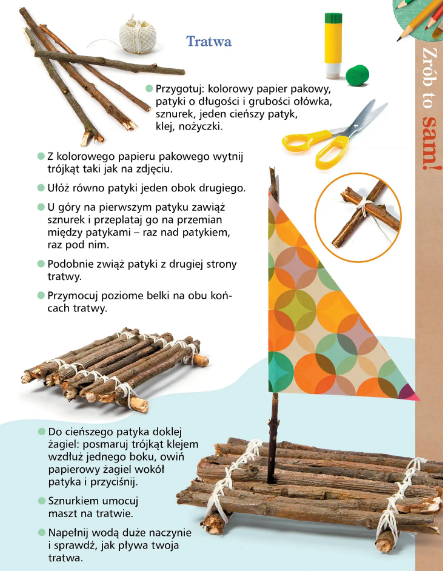 Tratwa
Zrób to sam!
Przygotuj: kolorowy papier pakowy,
patyki o długości i grubości ołówka,
sznurek, jeden cieńszy patyk,
klej, nożyczki.
Z kolorowego papieru pakowego wytnij
trójkąt taki jak na zdjęciu.
Ułóż równo patyki jeden obok drugiego.
U góry na pierwszym patyku zawiąż
sznurek i przeplataj go na przemian
między patykami – raz nad patykiem,
raz pod nim.
Podobnie zwiąż patyki z drugiej strony
tratwy.
Przymocuj poziome belki na obu koń-
cach tratwy.
Do cieńszego patyka doklej
żagiel: posmaruj trójkąt klejem
wzdłuż jednego boku, owiń
papierowy żagiel wokół
patyka i przyciśnij.
Sznurkiem umocuj
maszt na tratwie.
Napełnij wodą duże naczynie
i sprawdź, jak pływa twoja
tratwa.